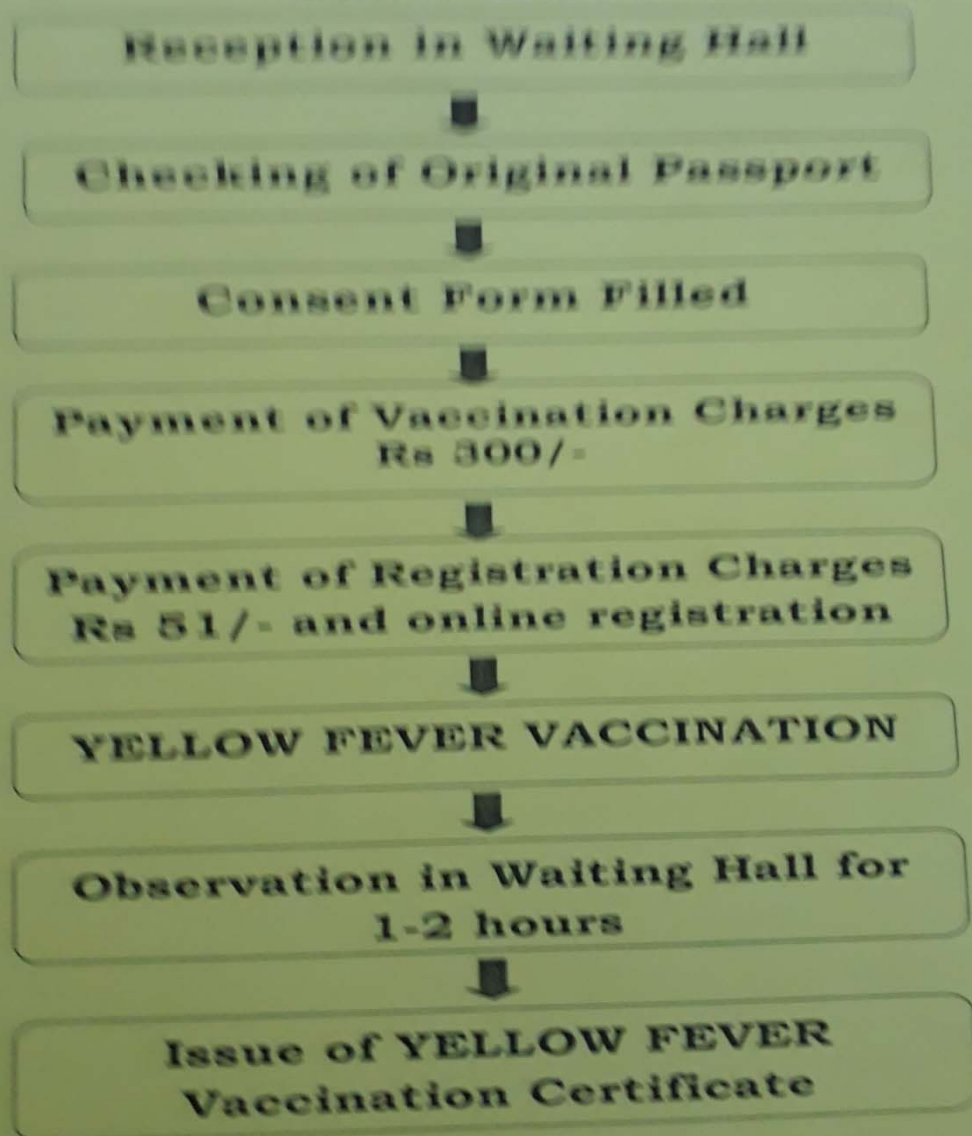 Reception in Waiting Hall
Checking of Original Passport
Consent Form Filled
Payment of Vaccination Charges
Rs 300/-
Payment of Registration Charges
Rs 51/- and online registration
YELLOW FEVER VACCINATION
Observation in Waiting Hall for
1-2 hours
Issue of YELLOW FEVER
Vaccination Certificate